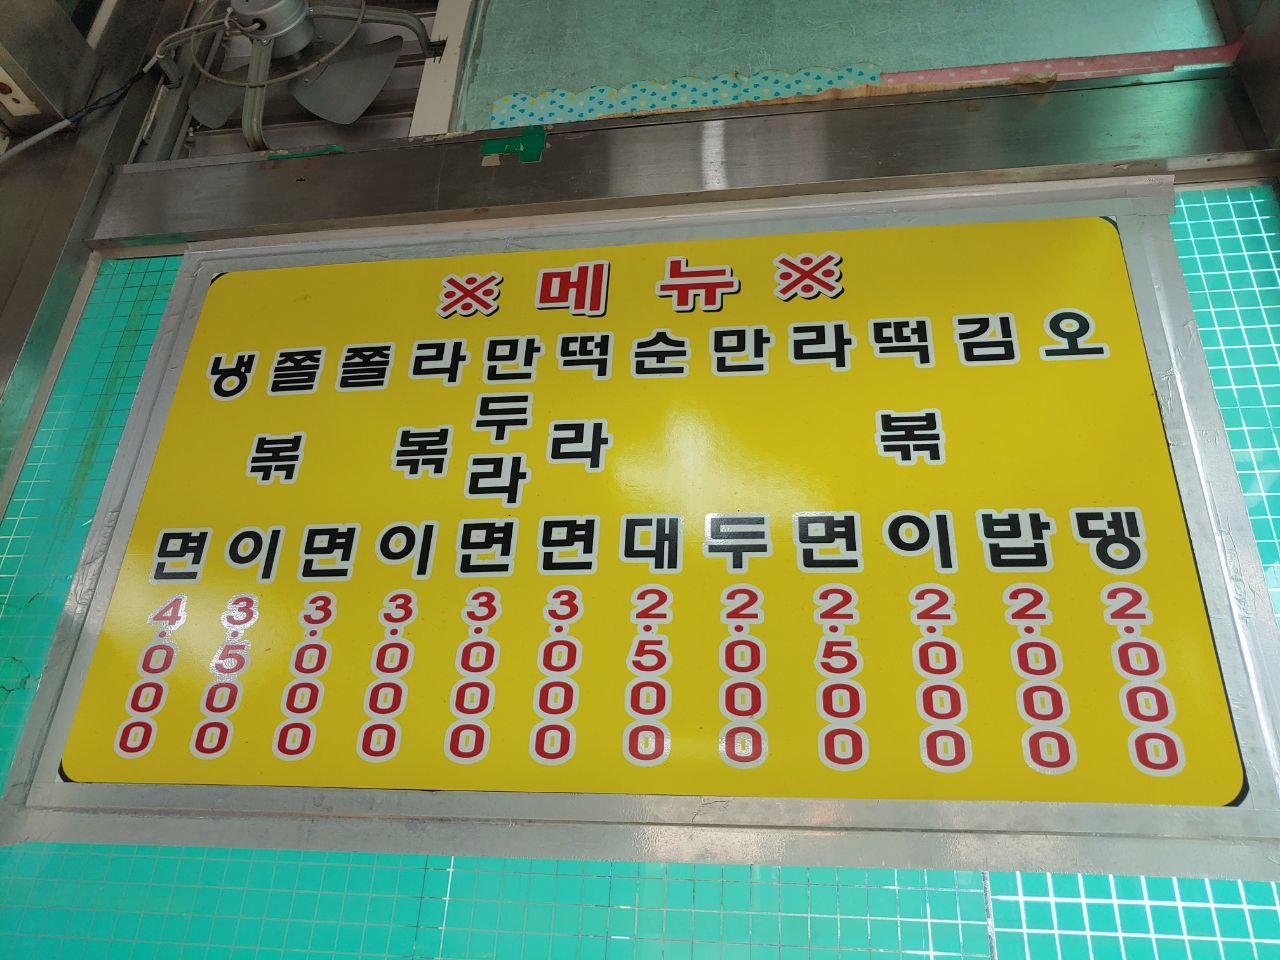 ※ 메뉴 ※
냉면 4.000
쫄볶이 3.500
쫄면 3.000
라볶이 3.000
만두라면 3.000
떡라면 3.000
순대 2.500
만두 2.000
라면 2.500
떡볶이 2.000
김밥 2.000
오뎅 2.000